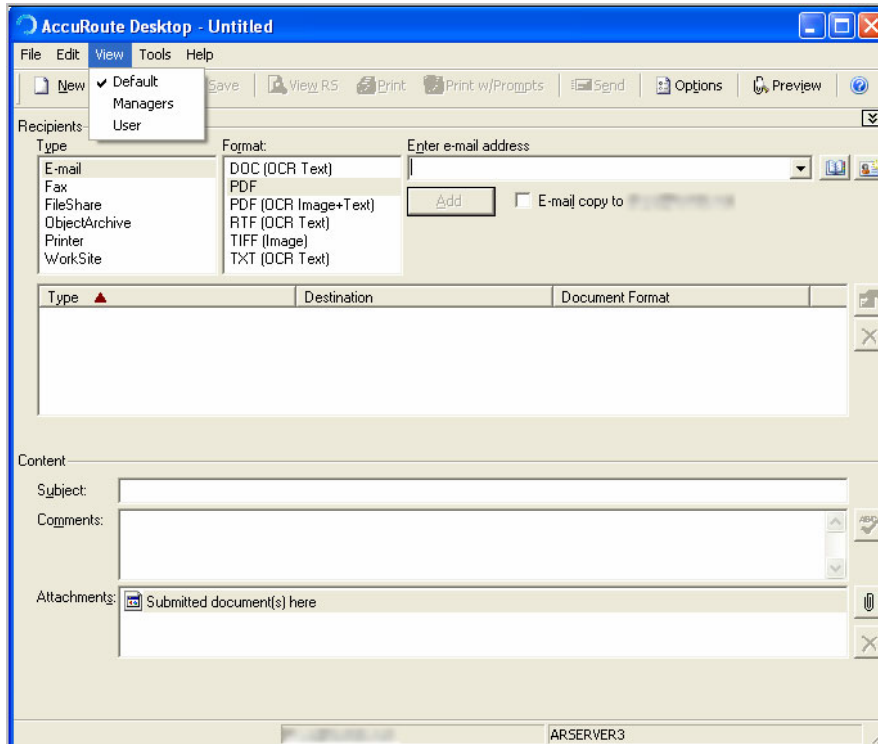 AccuRoute Desktop - Untitled
File Edit View Tools Help
New Save View RS Print Print w/Prompts Send Options Preview
Default
Managers
User
Recipients
Type Format: Enter e-mail address
E-mail
Fax
FileShare
ObjectArchive
Printer
WorkSite
DOC (OCR Text)
PDF
PDF (OCR Image+Text)
RTF (OCR Text)
TIFF (Image)
TXT (OCR Text)
Add E-mail copy to
Type Destination Document Format
Content
Subject:
Comments:
ABC
Attachments: Submitted document(s) here
ARSERVER3